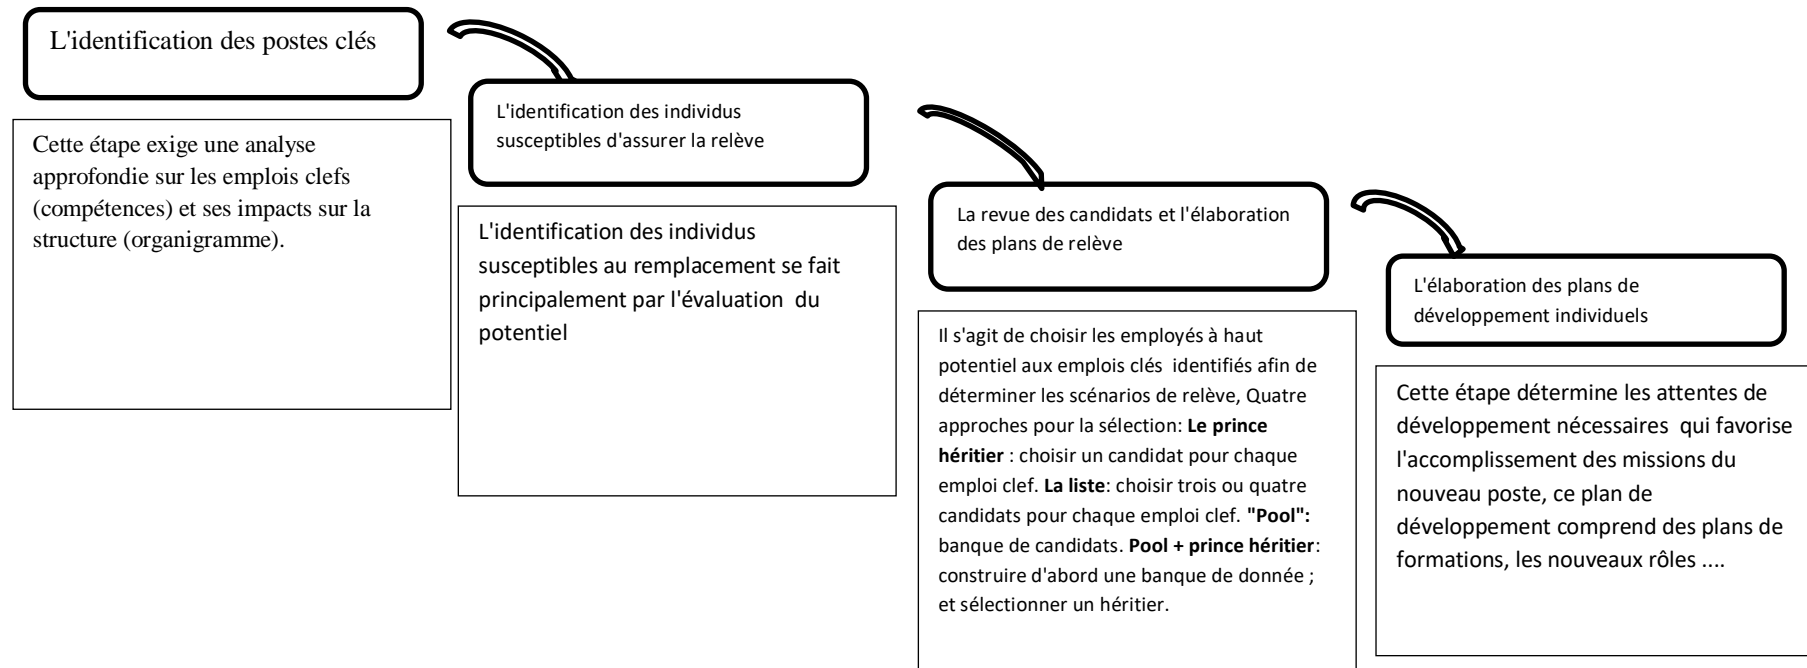 L'identification des postes clés
Cette étape exige une analyse
approfondie sur les emplois clefs
(compétences) et ses impacts sur la
structure (organigramme).
L'identification des individus
susceptibles d'assurer la relève
L'identification des individus
susceptibles au remplacement se fait
principalement par l'évaluation  du
potentiel
La revue des candidats et l'élaboration
des plans de relève
Il s'agit de choisir les employés à haut
potentiel aux emplois clés  identifiés afin de
déterminer les scénarios de relève, Quatre
approches pour la sélection: Le prince
héritier : choisir un candidat pour chaque
emploi clef. La liste: choisir trois ou quatre
candidats pour chaque emploi clef. "Pool":
banque de candidats. Pool + prince héritier:
construire d'abord une banque de donnée ;
et sélectionner un héritier.
L'élaboration des plans de
développement individuels
Cette étape détermine les attentes de
développement nécessaires  qui favorise
l'accomplissement des missions du
nouveau poste, ce plan de
développement comprend des plans de
formations, les nouveaux rôles ....